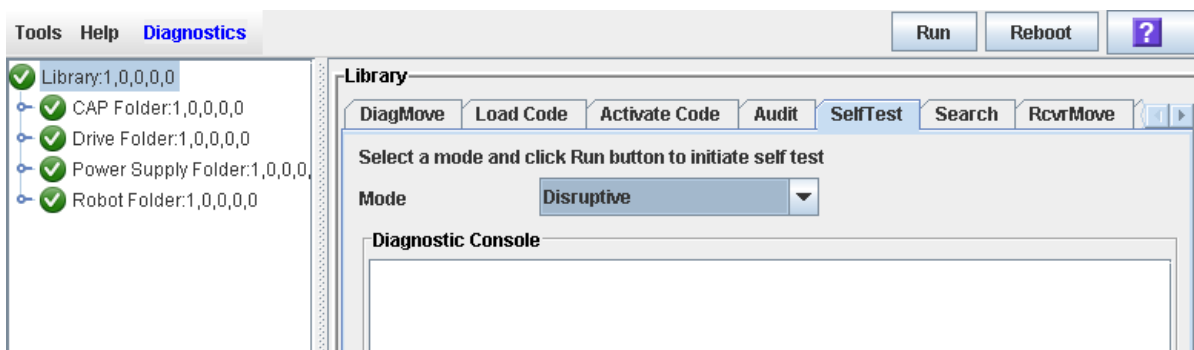 Tools Help Diagnostics Run Reboot ?
Library:1,0,0,0,0
CAP Folder:1,0,0,0,0
Drive Folder:1,0,0,0,0
Power Supply Folder:1,0,0,0,
Robot Folder:1,0,0,0,0
Library
DiagMove Load Code Activate Code Audit SelfTest Search RcvrMove
Select a mode and click Run button to initiate self test
Mode Disruptive
Diagnostic Console